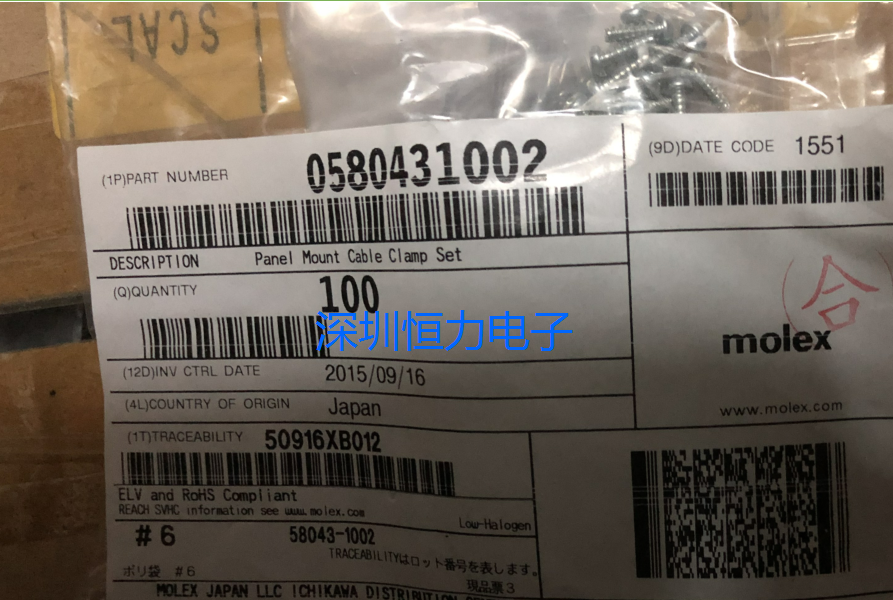 SCAL
(1P)PART NUMBER 0580431002
(9D)DATE CODE 1551
DESCRIPTION Panel Mount Cable Clamp Set
(Q)QUANTITY 100
深圳恒力电子
合
molex
(12D)INV CTRL DATE 2015/09/16
(4L)COUNTRY OF ORIGIN Japan
www.molex.com
(1T)TRACEABILITY 50916XB012
ELV and RoHS Compliant
REACH SVHC information see www.molex.com
Low-Halogen
#6 58043-1002
TRACEABILITYはロット番号を表します。
ポリ袋 #6 現品票3
MOLEX JAPAN LLC ICHIKAWA DISTRIBUTION